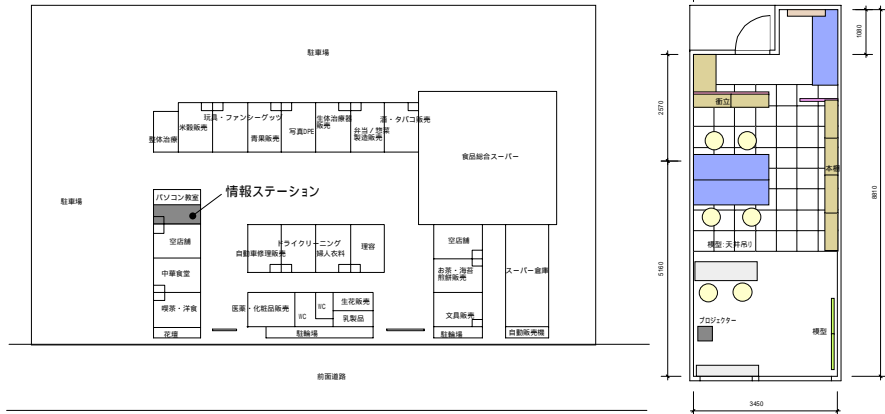 駐車場
整体治療
米穀販売
玩具・ファンシーグッツ
青果販売
写真DPE
生体治療器
販売
弁当/惣菜
製造販売
酒・タバコ販売
食品総合スーパー
駐車場
パソコン教室
情報ステーション
空店舗
中華食堂
喫茶・洋食
花壇
自動車修理販売
ドライクリーニング
婦人衣料
理容
医薬・化粧品販売
WC
WC
生花販売
乳製品
駐輪場
空店舗
お茶・海苔
煎餅販売
文具販売
駐輪場
スーパー倉庫
自動販売機
前面道路
衝立
本棚
模型:天井吊り
プロジェクター
模型
1080
2570
8810
5160
3450